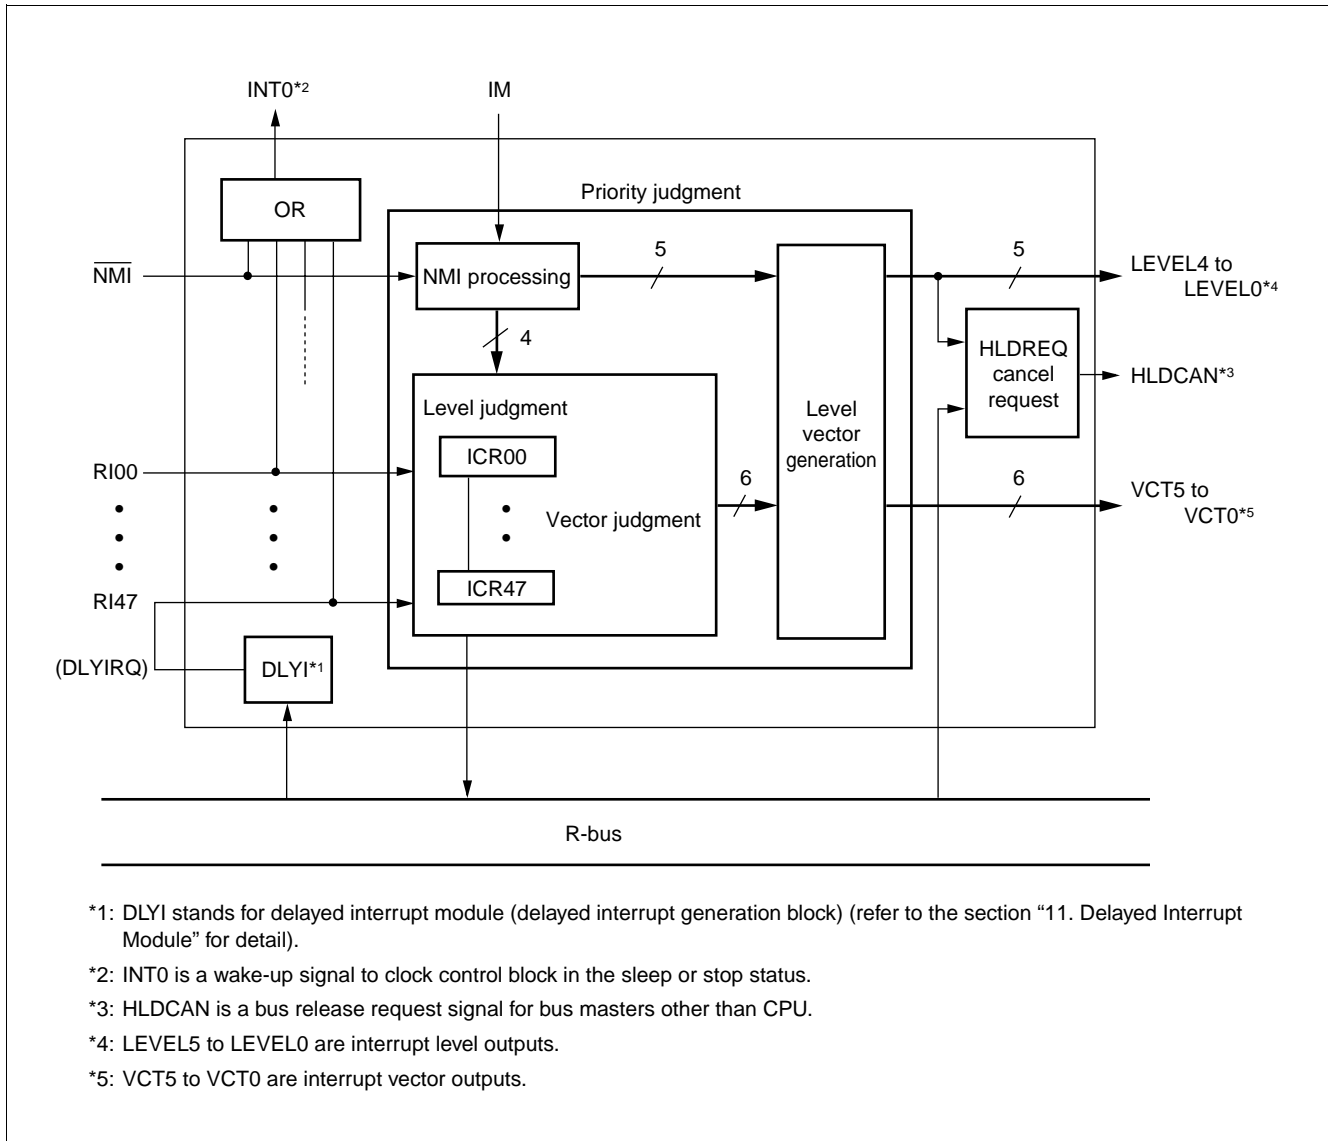 INT0*2
IM
OR
Priority judgment
NMI
NMI processing
5
5
LEVEL4 to
LEVEL0*4
4
HLDREQ
cancel
request
HLDCAN*3
Level judgment
Level
vector
generation
ICR00
RI00
6
6
VCT5 to
VCT0*5
Vector judgment
ICR47
RI47
(DLYIRQ)
DLYI*1
R-bus
*1: DLYI stands for delayed interrupt module (delayed interrupt generation block) (refer to the section “11. Delayed Interrupt
Module” for detail).
*2: INT0 is a wake-up signal to clock control block in the sleep or stop status.
*3: HLDCAN is a bus release request signal for bus masters other than CPU.
*4: LEVEL5 to LEVEL0 are interrupt level outputs.
*5: VCT5 to VCT0 are interrupt vector outputs.